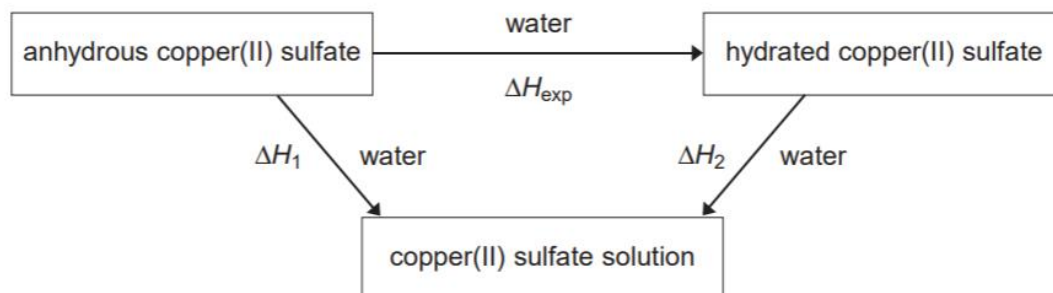 water
anhydrous copper(II) sulfate
hydrated copper(II) sulfate
ΔHexp
ΔH1
water
ΔH2
water
copper(II) sulfate solution